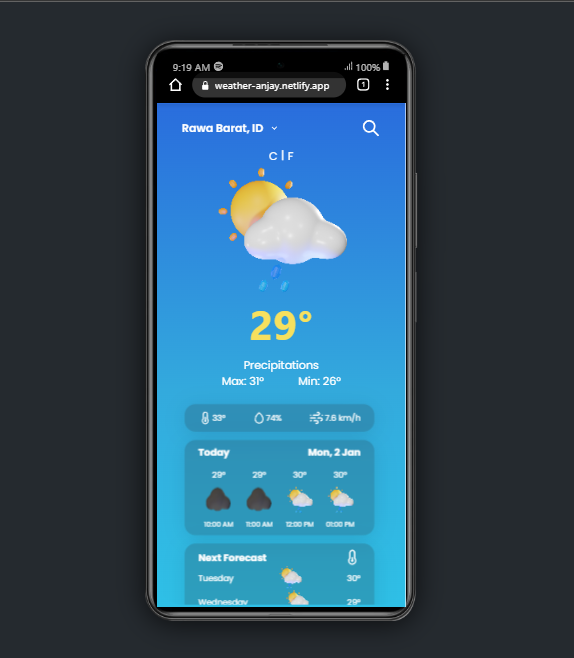 9:19 AM 100%
weather-anjay.netlify.app 1
Rawa Barat, ID
C | F
29°
Precipitations
Max: 31° Min: 26°
33° 74% 7.6 km/h
Today Mon, 2 Jan
29° 29° 30° 30°
10:00 AM 11:00 AM 12:00 PM 01:00 PM
Next Forecast
Tuesday 30°
Wednesday 29°